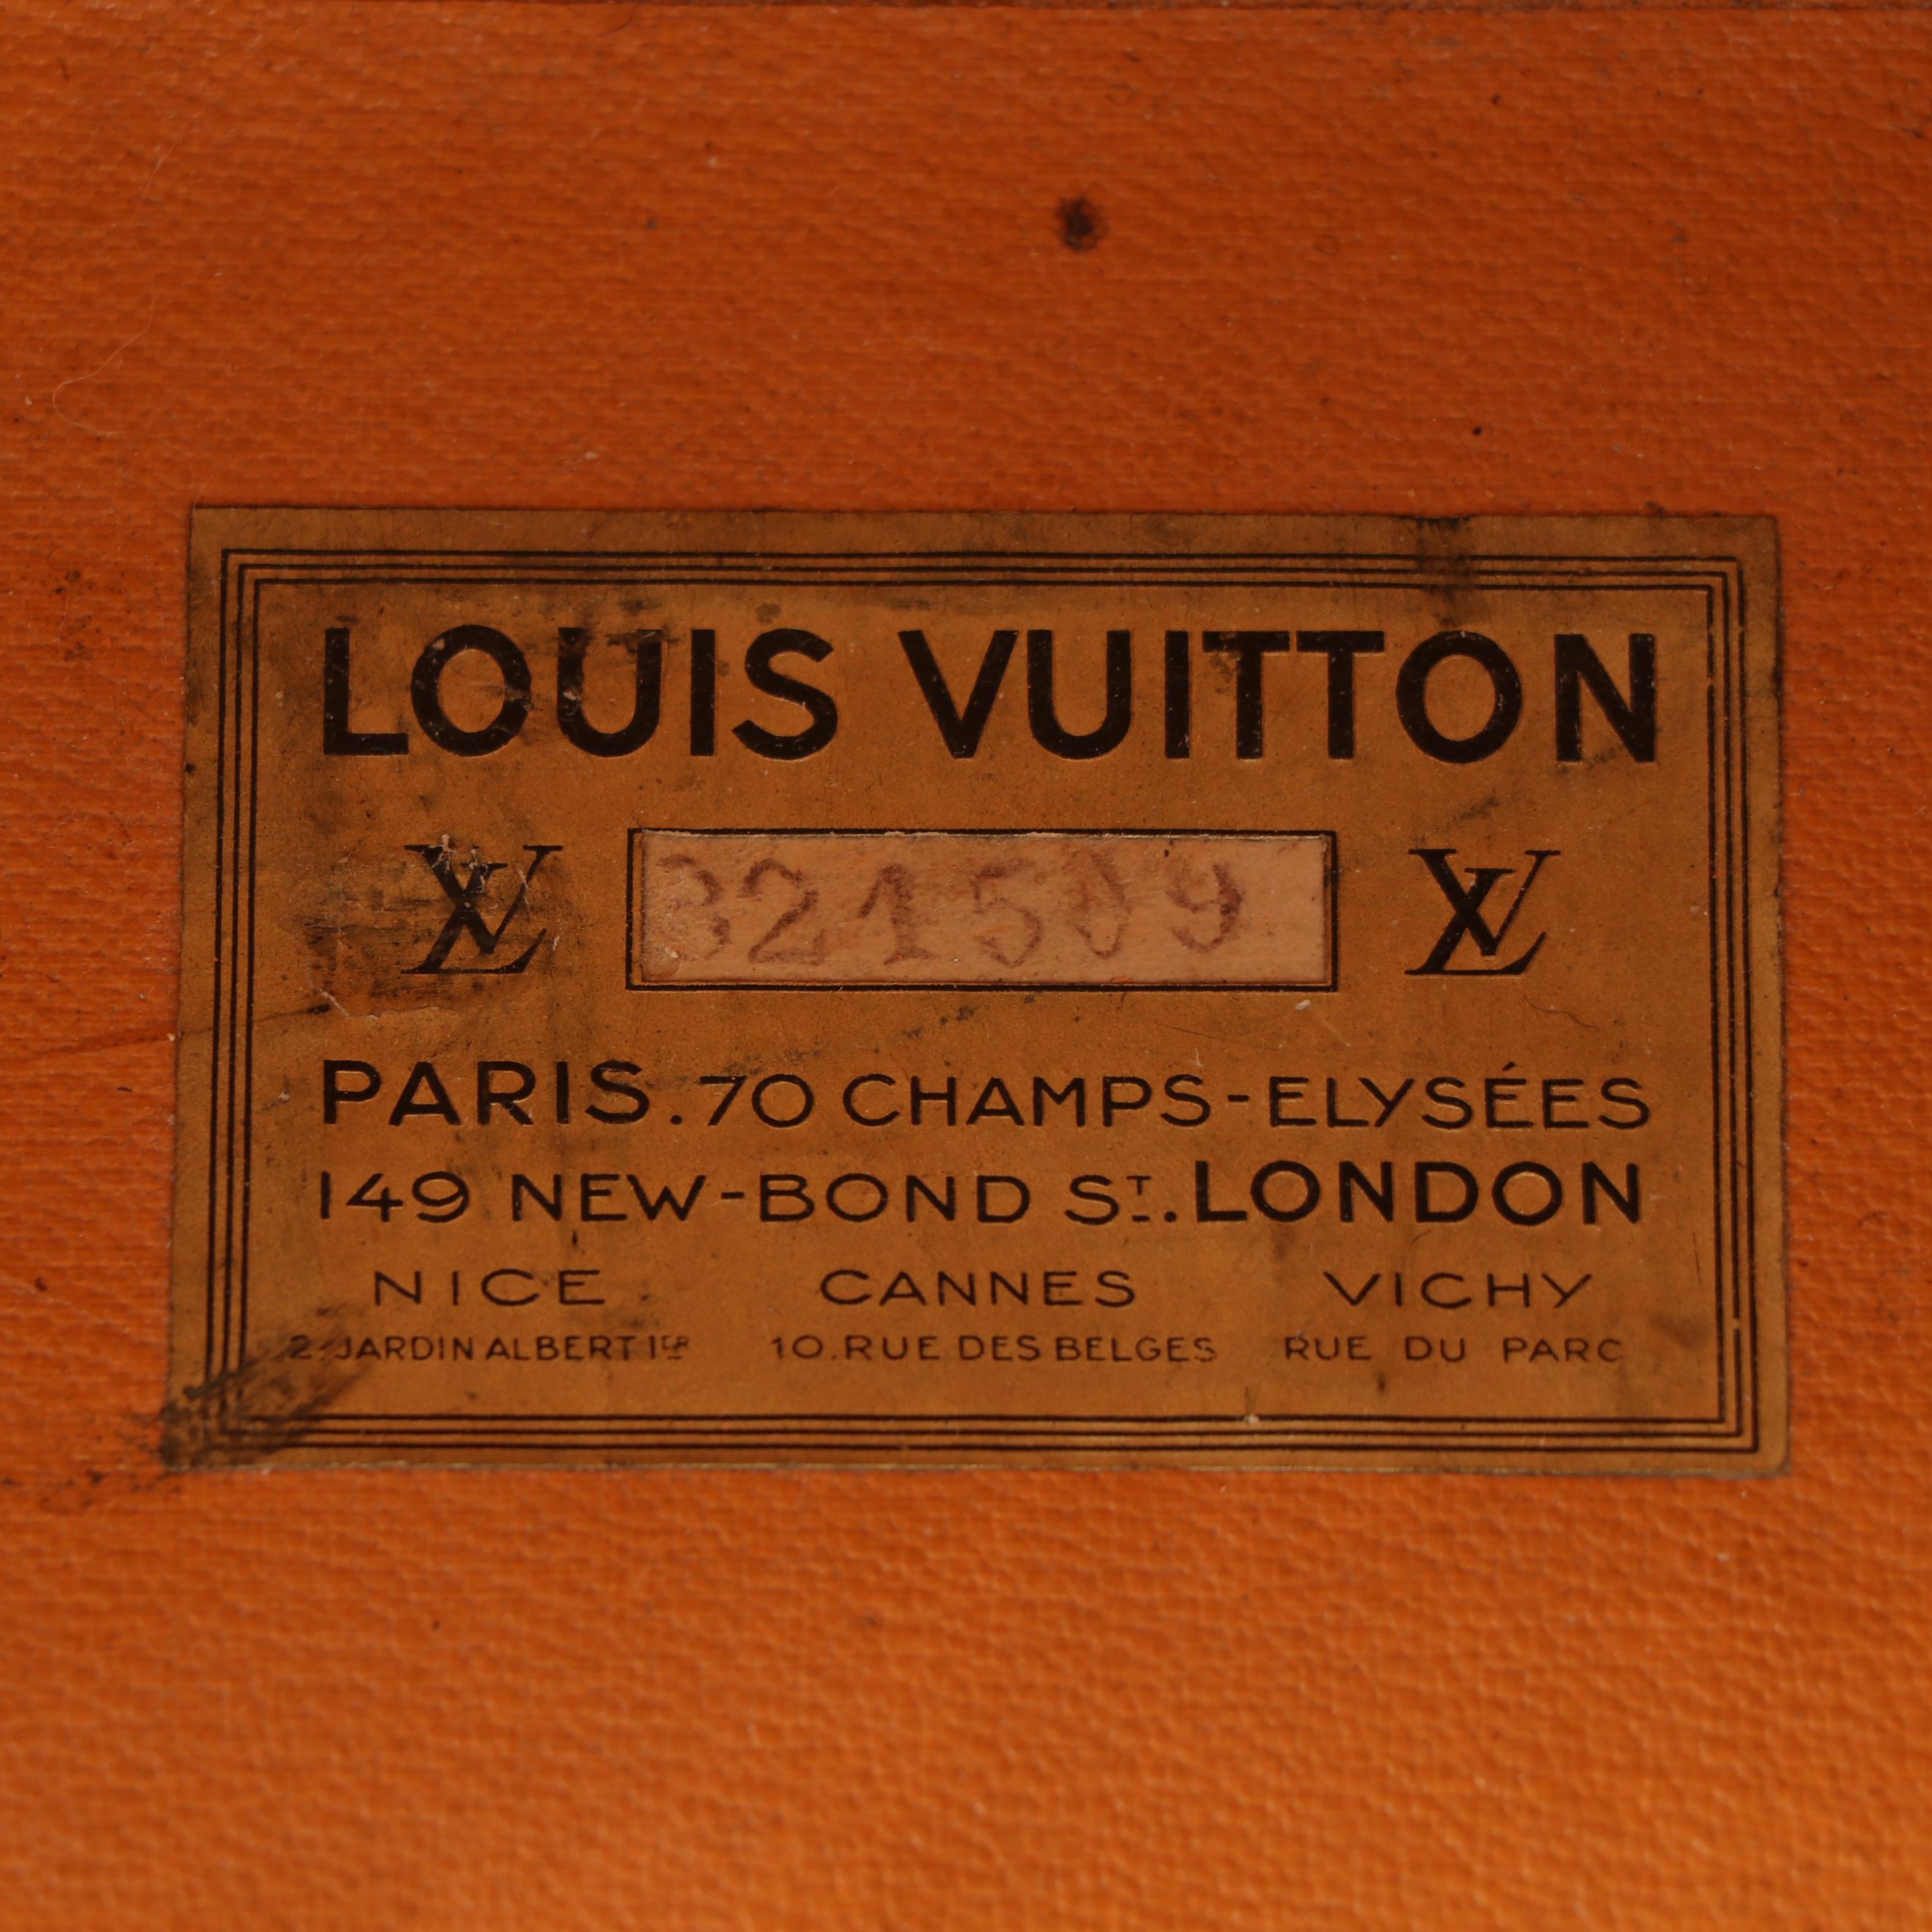 LOUIS VUITTON
LV 321509 LV
PARIS. 70 CHAMPS-ELYSÉES
149 NEW-BOND ST. LONDON
NICE CANNES VICHY
2. JARDIN ALBERT 1ER 10. RUE DES BELGES RUE DU PARC